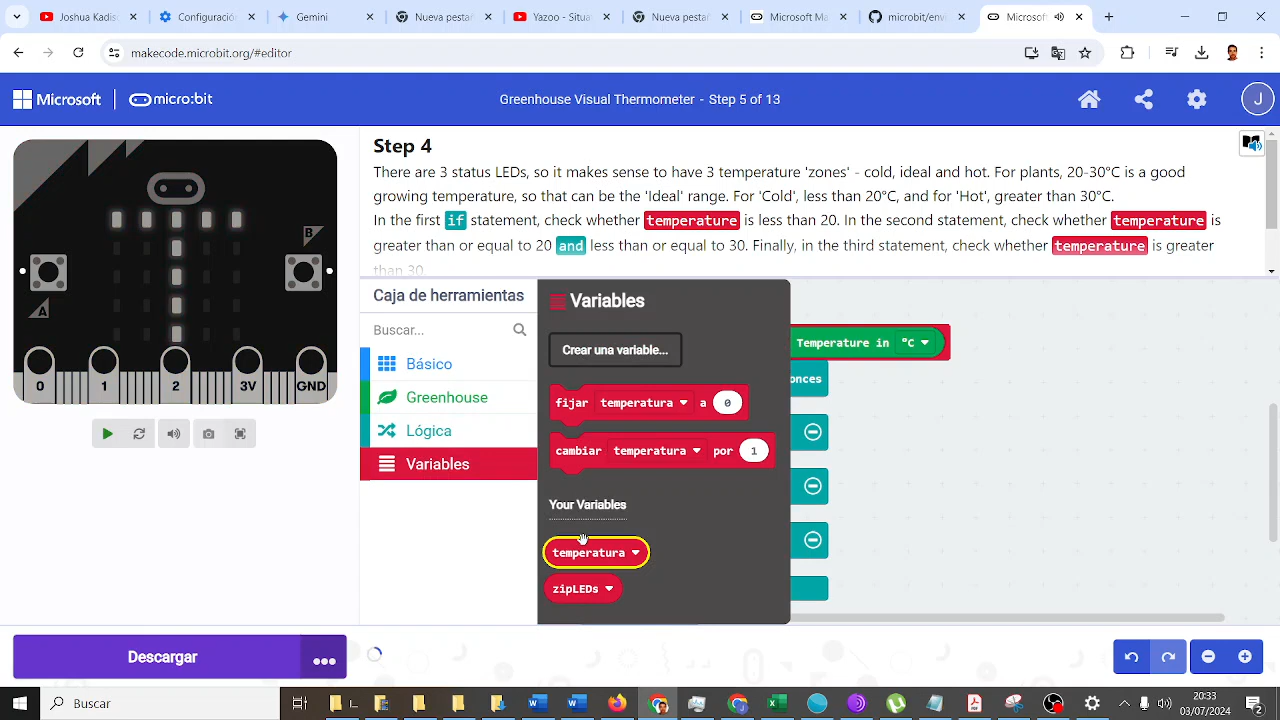 Joshua Kadis
Configuración
Gemini
Nueva pesta
Yazoo - Situa
Nueva pesta
Microsoft Ma
microbit/env
Microsof
makecode.microbit.org/#editor
Microsoft micro:bit
Greenhouse Visual Thermometer - Step 5 of 13
J
Step 4
There are 3 status LEDs, so it makes sense to have 3 temperature 'zones' - cold, ideal and hot. For plants, 20-30°C is a good
growing temperature, so that can be the 'Ideal' range. For 'Cold', less than 20°C, and for 'Hot', greater than 30°C.
In the first if statement, check whether temperature is less than 20. In the second statement, check whether temperature is
greater than or equal to 20 and less than or equal to 30. Finally, in the third statement, check whether temperature is greater
than 30.
B
A
0 1 2 3V GND
Caja de herramientas
Buscar...
Básico
Greenhouse
Lógica
Variables
Variables
Crear una variable...
fijar temperatura a 0
cambiar temperatura por 1
Your Variables
temperatura
zipLEDs
Temperature in °C
onces
Descargar
Buscar
20:33
03/07/2024
2